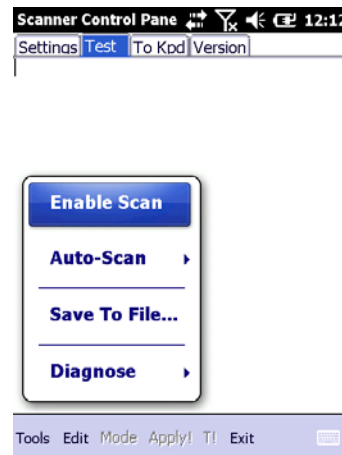 Scanner Control Pane 12:12
Settings Test To Kpd Version
Enable Scan
Auto-Scan
Save To File...
Diagnose
Tools Edit Mode Apply! T! Exit